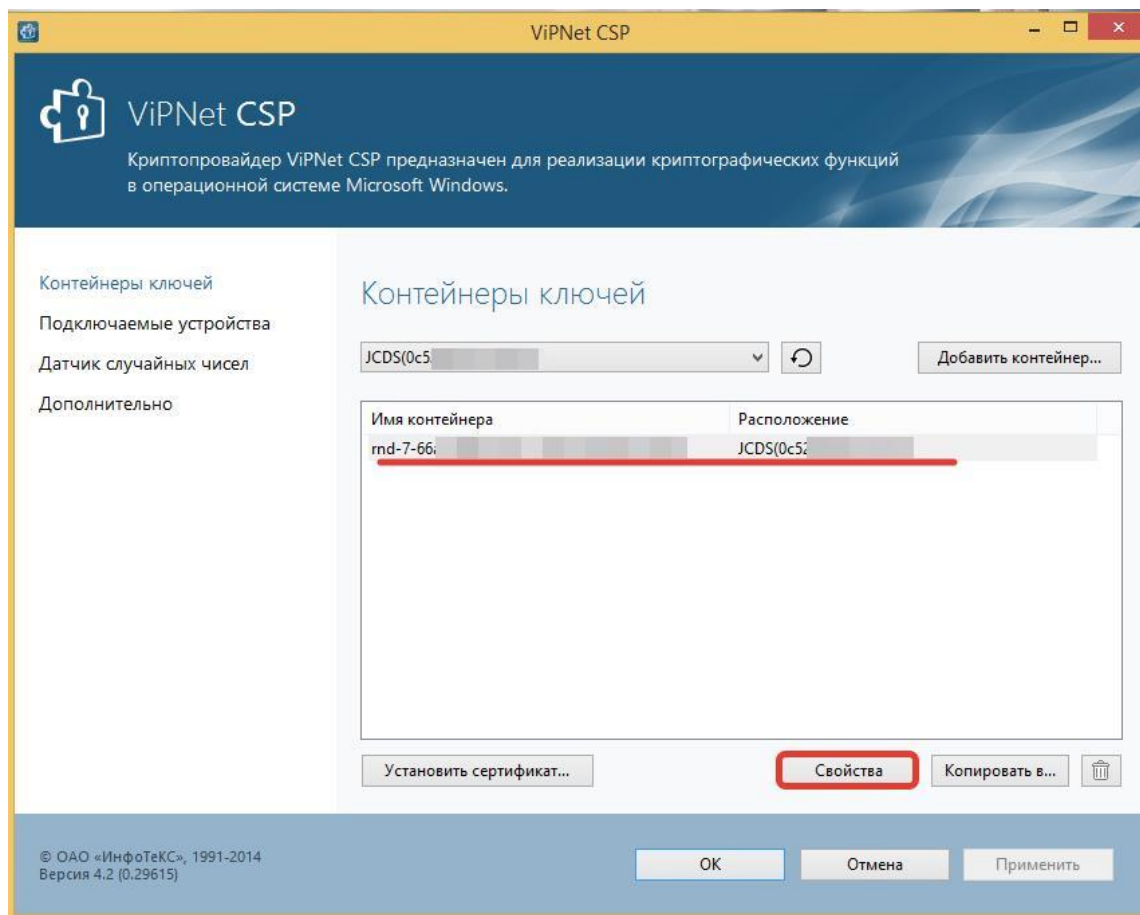 ViPNet CSP
ViPNet CSP
Криптопровайдер ViPNet CSP предназначен для реализации криптографических функций
в операционной системе Microsoft Windows.
Контейнеры ключей
Подключаемые устройства
Датчик случайных чисел
Дополнительно
Контейнеры ключей
JCDS(0c5
Добавить контейнер...
Имя контейнера Расположение
rnd-7-66 JCDS(0c52
Установить сертификат... Свойства Копировать в...
© ОАО «ИнфоТеКС», 1991-2014
Версия 4.2 (0.29615)
OK Отмена Применить